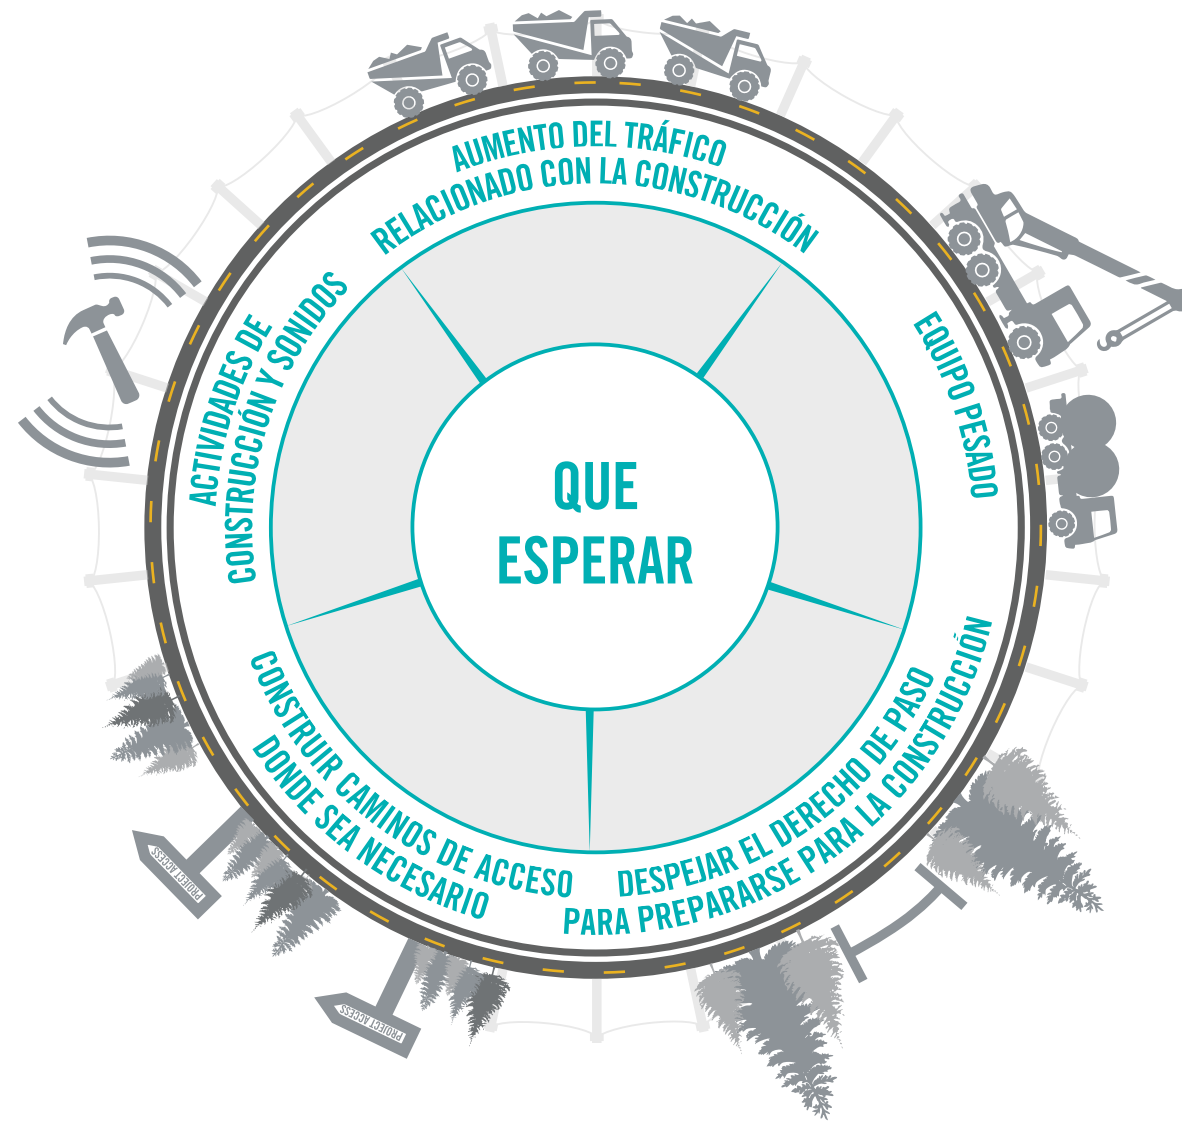 QUE
ESPERAR
AUMENTO DEL TRÁFICO
RELACIONADO CON LA CONSTRUCCIÓN
EQUIPO PESADO
DESPEJAR EL DERECHO DE PASO
PARA PREPARARSE PARA LA CONSTRUCCIÓN
CONSTRUIR CAMINOS DE ACCESO
DONDE SEA NECESARIO
ACTIVIDADES DE
CONSTRUCCIÓN Y SONIDOS
PROJECT ACCESS
PROJECT ACCESS